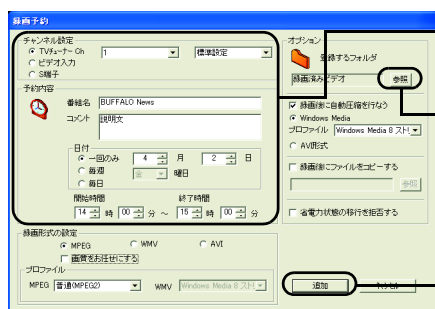 録画予約
チャンネル設定
TVチューナー Ch 1 標準設定
ビデオ入力
S端子
予約内容
番組名 BUFFALO News
コメント 説明文
日付
一回のみ 4 月 2 日
毎週 金 曜日
毎日
開始時間 終了時間
14 時 00 分 ～ 15 時 00 分
録画形式の設定
MPEG WMV AVI
画質をお任せにする
プロファイル
MPEG 普通(MPEG2) WMV Windows Media 8 スト
オプション
登録するフォルダ
録画済みビデオ 参照
録画後に自動圧縮を行なう
Windows Media
プロファイル Windows Media 8 スト
AVI形式
録画後にファイルをコピーする
参照
省電力状態の移行を拒否する
追加 キャンセル